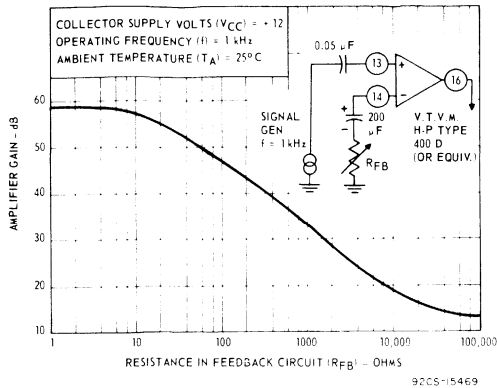 COLLECTOR SUPPLY VOLTS (VCC) = +12
OPERATING FREQUENCY (f) = 1 kHz
AMBIENT TEMPERATURE (TA) = 25°C
0.05 µF
13
+
16
14
−
+
200
µF
−
SIGNAL
GEN
f = 1kHz
RFB
V.T.V.M.
H-P TYPE
400 D
(OR EQUIV.)
AMPLIFIER GAIN - dB
60
50
40
30
20
10
1
10
100
1000
10,000
100,000
RESISTANCE IN FEEDBACK CIRCUIT (RFB) - OHMS
92CS-15469